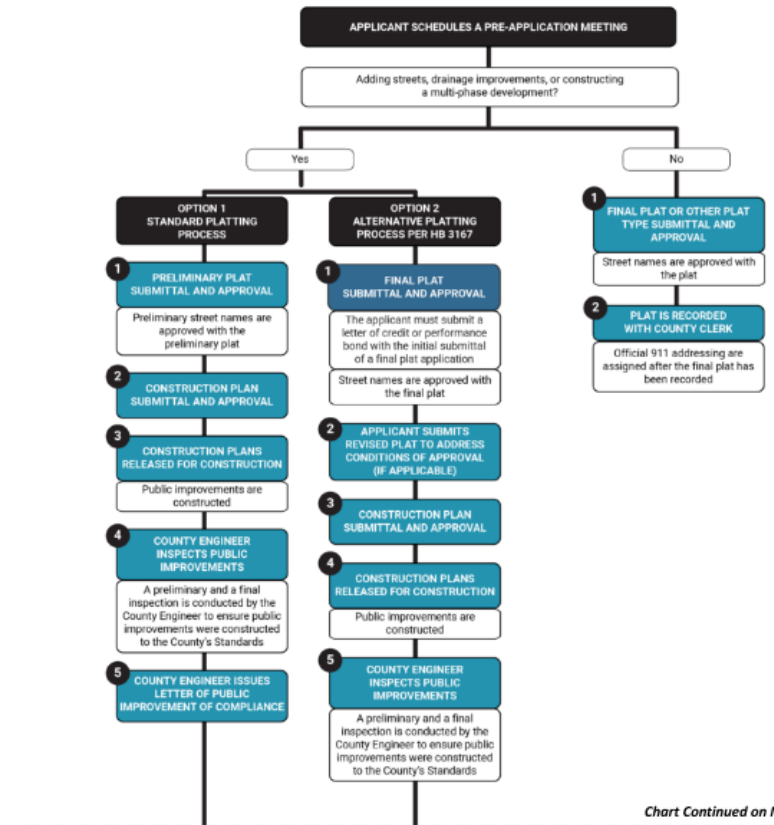 APPLICANT SCHEDULES A PRE-APPLICATION MEETING
Adding streets, drainage improvements, or constructing
a multi-phase development?
Yes
No
OPTION 1
STANDARD PLATTING
PROCESS
1
PRELIMINARY PLAT
SUBMITTAL AND APPROVAL
Preliminary street names are
approved with the
preliminary plat
2
CONSTRUCTION PLAN
SUBMITTAL AND APPROVAL
3
CONSTRUCTION PLANS
RELEASED FOR CONSTRUCTION
Public improvements are
constructed
4
COUNTY ENGINEER
INSPECTS PUBLIC
IMPROVEMENTS
A preliminary and a final
inspection is conducted by the
County Engineer to ensure public
improvements were constructed
to the County's Standards
5
COUNTY ENGINEER ISSUES
LETTER OF PUBLIC
IMPROVEMENT OF COMPLIANCE
OPTION 2
ALTERNATIVE PLATTING
PROCESS PER HB 3167
1
FINAL PLAT
SUBMITTAL AND APPROVAL
The applicant must submit a
letter of credit or performance
bond with the initial submittal
of a final plat application
Street names are approved with
the final plat
2
APPLICANT SUBMITS
REVISED PLAT TO ADDRESS
CONDITIONS OF APPROVAL
(IF APPLICABLE)
3
CONSTRUCTION PLAN
SUBMITTAL AND APPROVAL
4
CONSTRUCTION PLANS
RELEASED FOR CONSTRUCTION
Public improvements are
constructed
5
COUNTY ENGINEER
INSPECTS PUBLIC
IMPROVEMENTS
A preliminary and a final
inspection is conducted by the
County Engineer to ensure public
improvements were constructed
to the County's Standards
1
FINAL PLAT OR OTHER PLAT
TYPE SUBMITTAL AND
APPROVAL
Street names are approved with
the plat
2
PLAT IS RECORDED
WITH COUNTY CLERK
Official 911 addressing are
assigned after the final plat has
been recorded
Chart Continued on